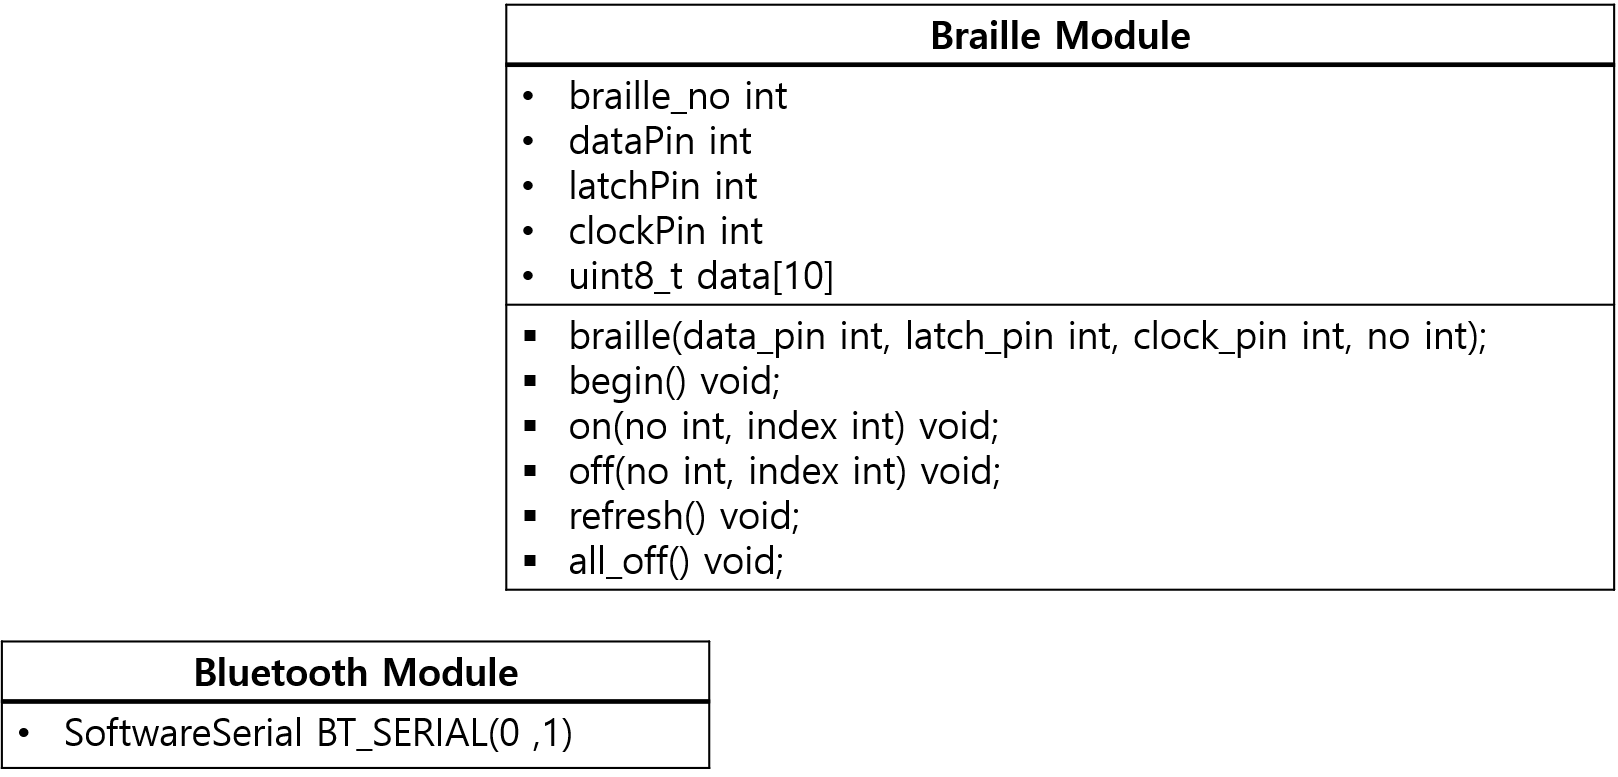 Braille Module
• braille_no int
• dataPin int
• latchPin int
• clockPin int
• uint8_t data[10]
▪ braille(data_pin int, latch_pin int, clock_pin int, no int);
▪ begin() void;
▪ on(no int, index int) void;
▪ off(no int, index int) void;
▪ refresh() void;
▪ all_off() void;
Bluetooth Module
• SoftwareSerial BT_SERIAL(0 ,1)